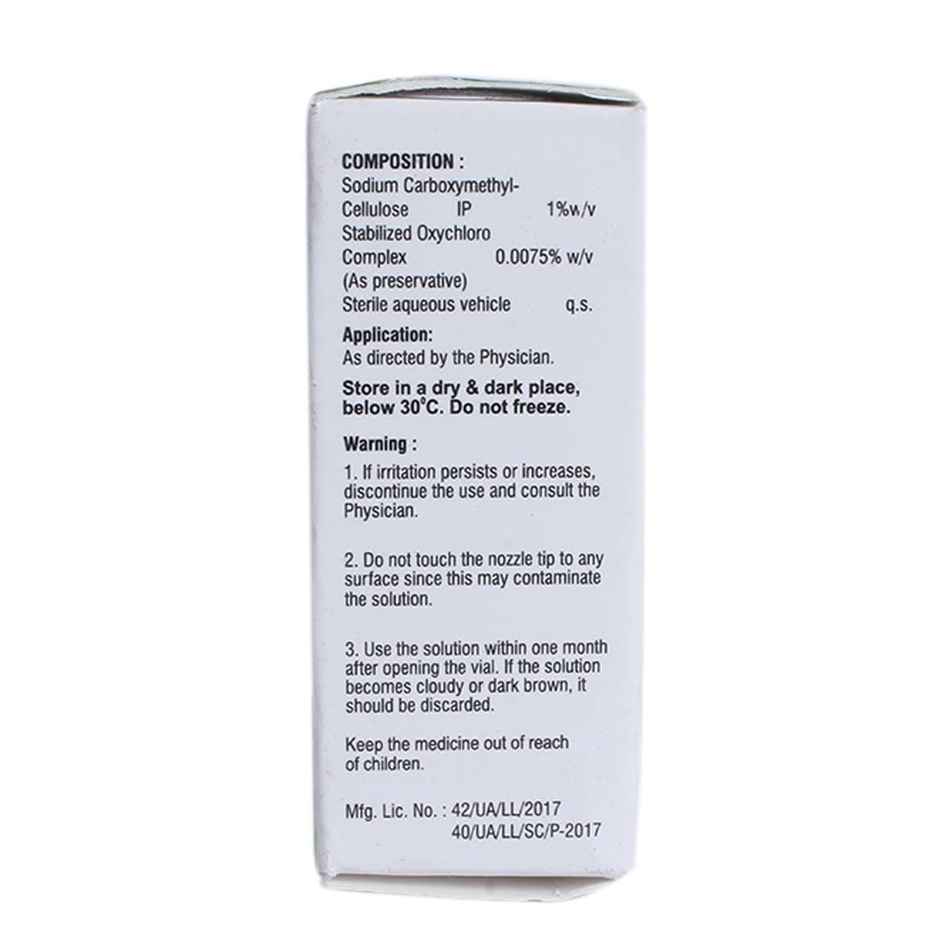 COMPOSITION :
Sodium Carboxymethyl-
Cellulose IP 1%w/v
Stabilized Oxychloro
Complex 0.0075% w/v
(As preservative)
Sterile aqueous vehicle q.s.
Application:
As directed by the Physician.
Store in a dry & dark place,
below 30°C. Do not freeze.
Warning :
1. If irritation persists or increases,
discontinue the use and consult the
Physician.
2. Do not touch the nozzle tip to any
surface since this may contaminate
the solution.
3. Use the solution within one month
after opening the vial. If the solution
becomes cloudy or dark brown, it
should be discarded.
Keep the medicine out of reach
of children.
Mfg. Lic. No. : 42/UA/LL/2017
40/UA/LL/SC/P-2017